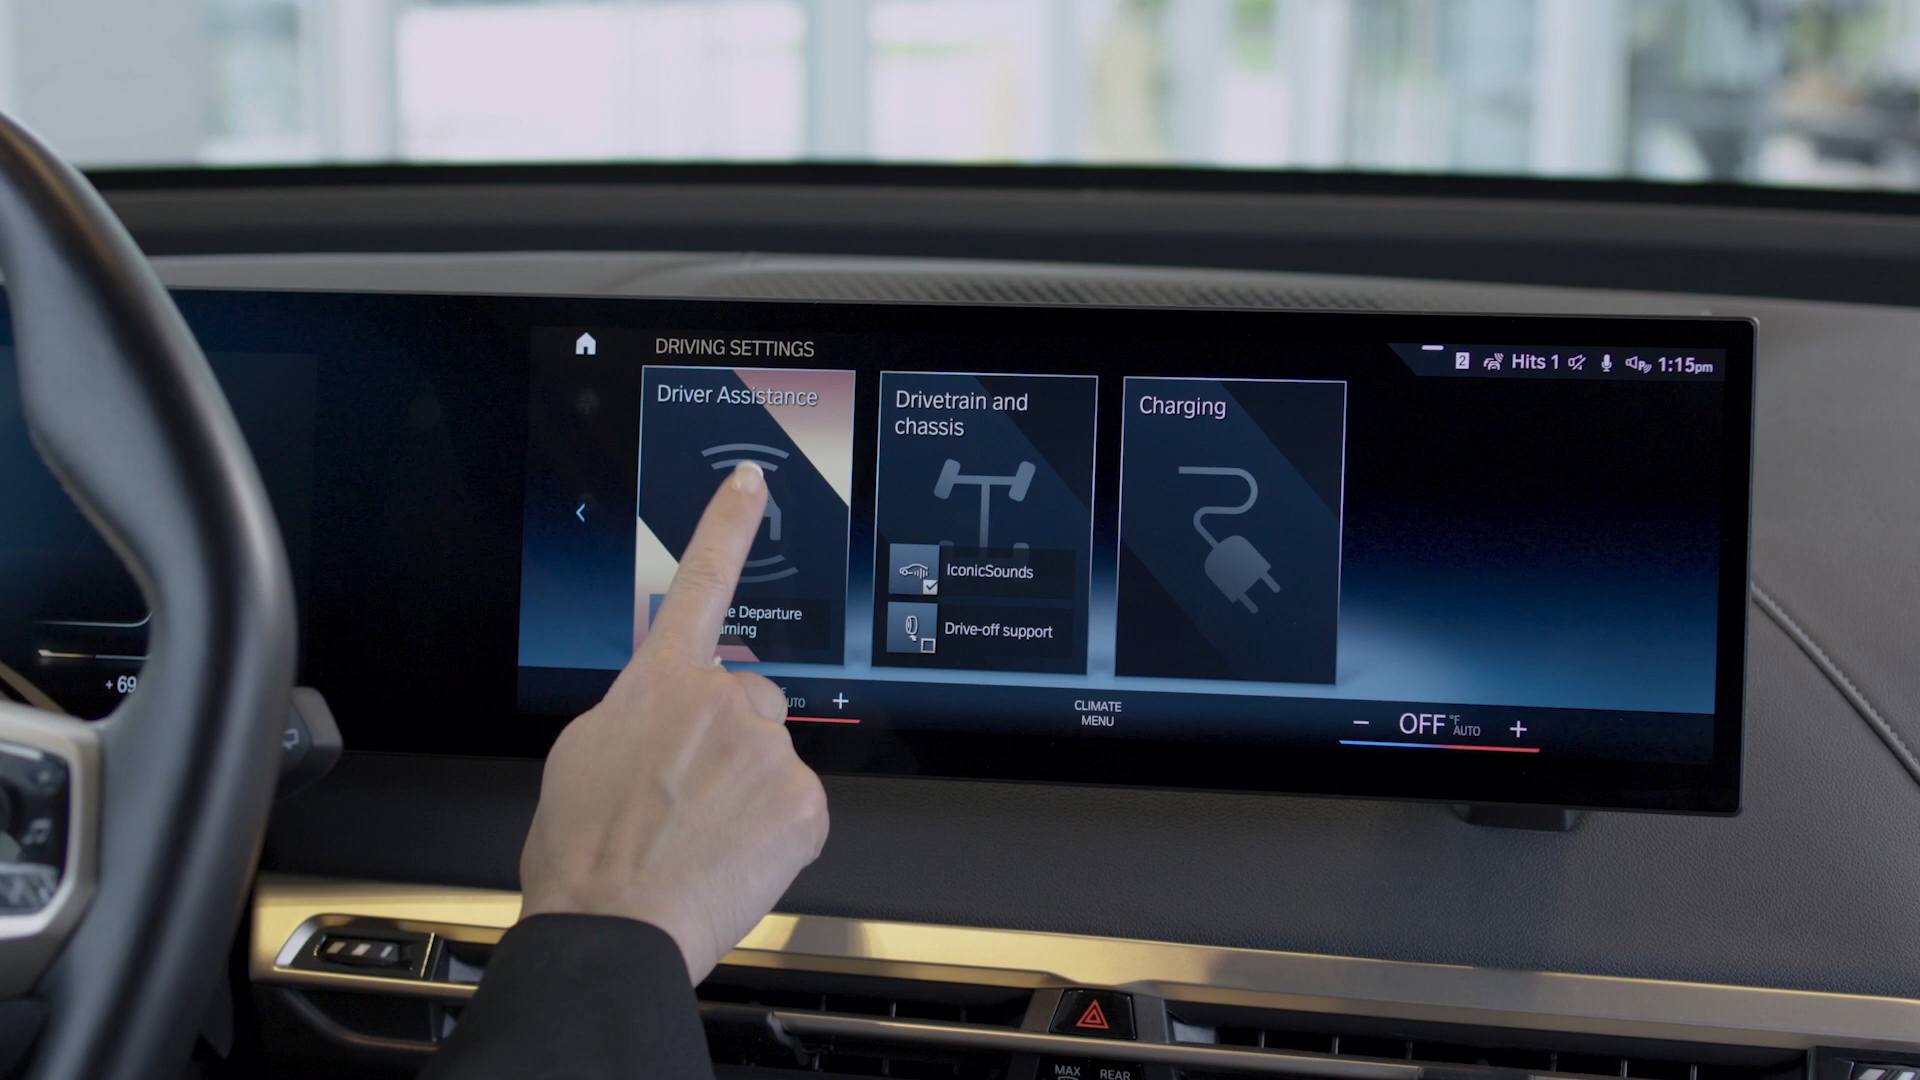 DRIVING SETTINGS
2 Hits 1 1:15pm
Driver Assistance
Departure
Drivetrain and
chassis
IconicSounds
Drive-off support
Charging
+69
+
CLIMATE
MENU
− OFF °F AUTO +
MAX
REAR